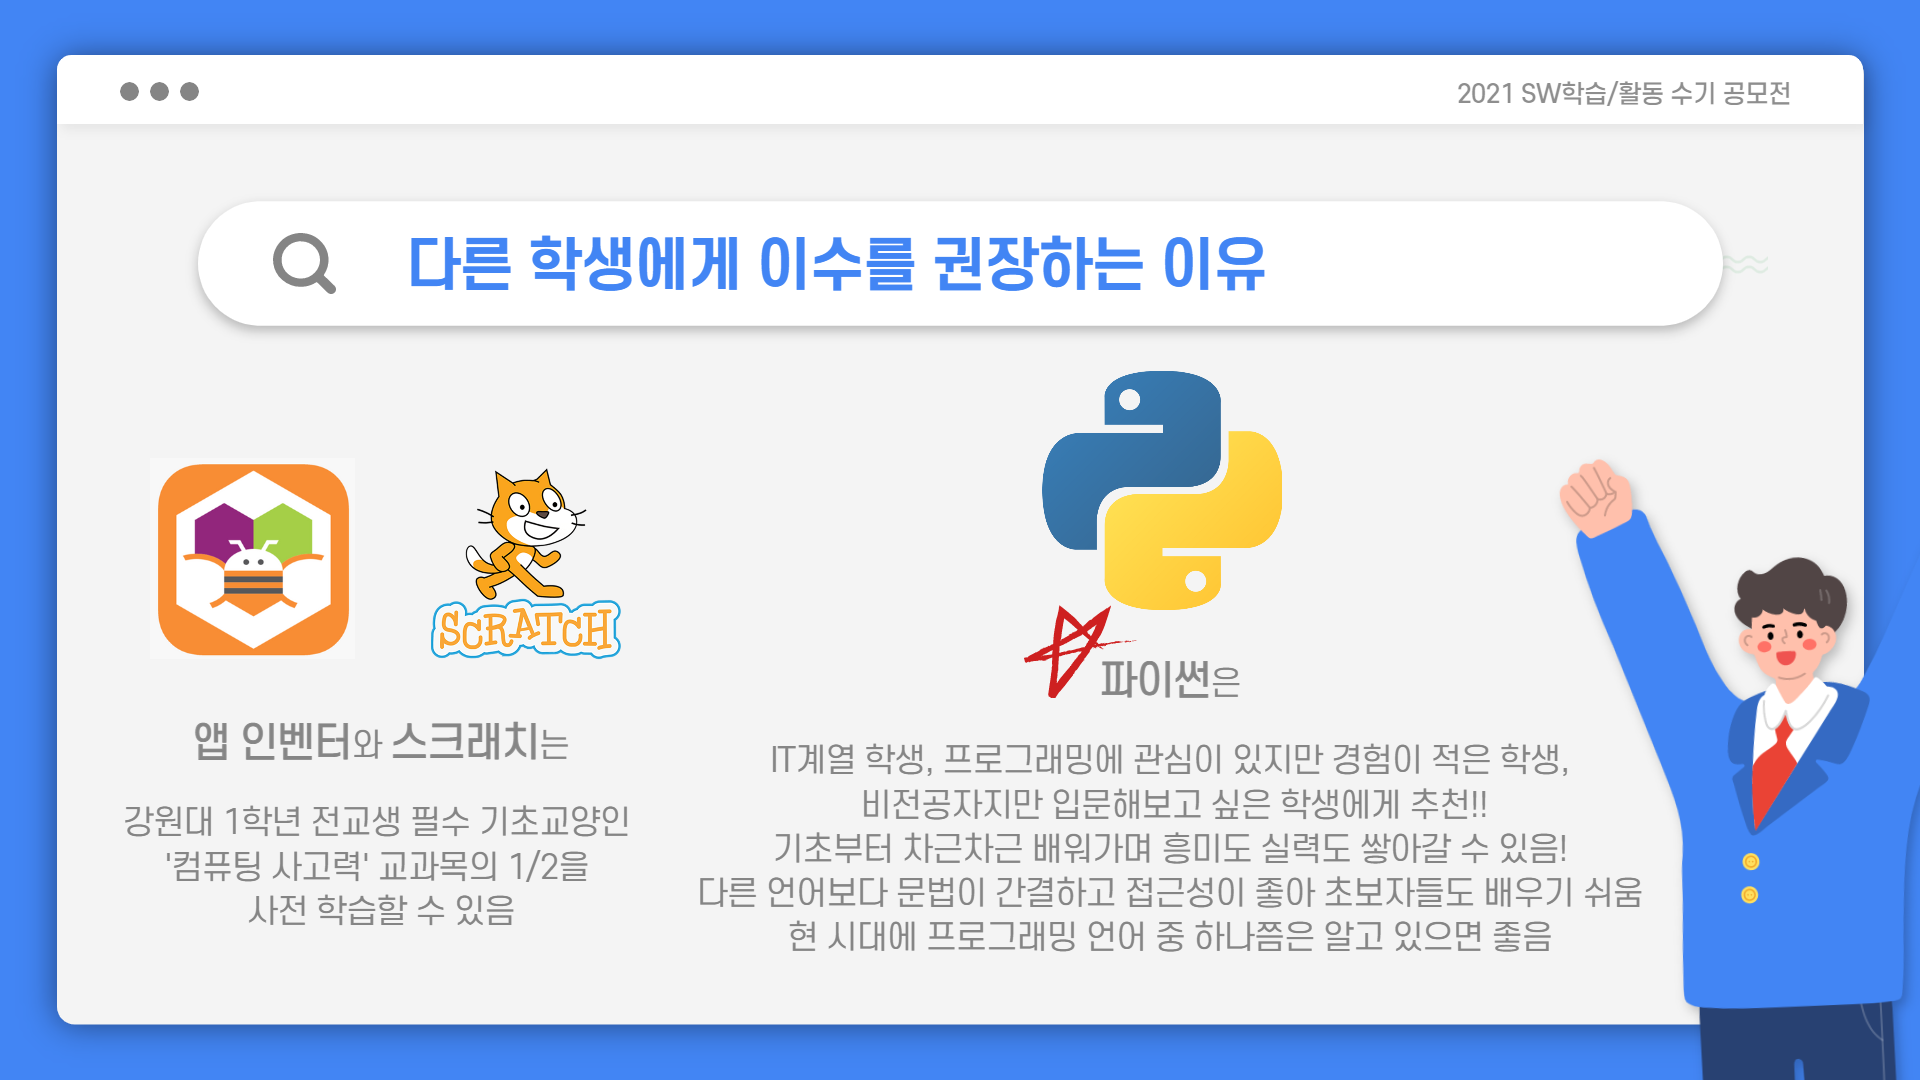 2021 SW학습/활동 수기 공모전
다른 학생에게 이수를 권장하는 이유
SCRATCH
앱 인벤터와 스크래치는
강원대 1학년 전교생 필수 기초교양인
'컴퓨팅 사고력' 교과목의 1/2을
사전 학습할 수 있음
파이썬은
IT계열 학생, 프로그래밍에 관심이 있지만 경험이 적은 학생,
비전공자지만 입문해보고 싶은 학생에게 추천!!
기초부터 차근차근 배워가며 흥미도 실력도 쌓아갈 수 있음!
다른 언어보다 문법이 간결하고 접근성이 좋아 초보자들도 배우기 쉬움
현 시대에 프로그래밍 언어 중 하나쯤은 알고 있으면 좋음